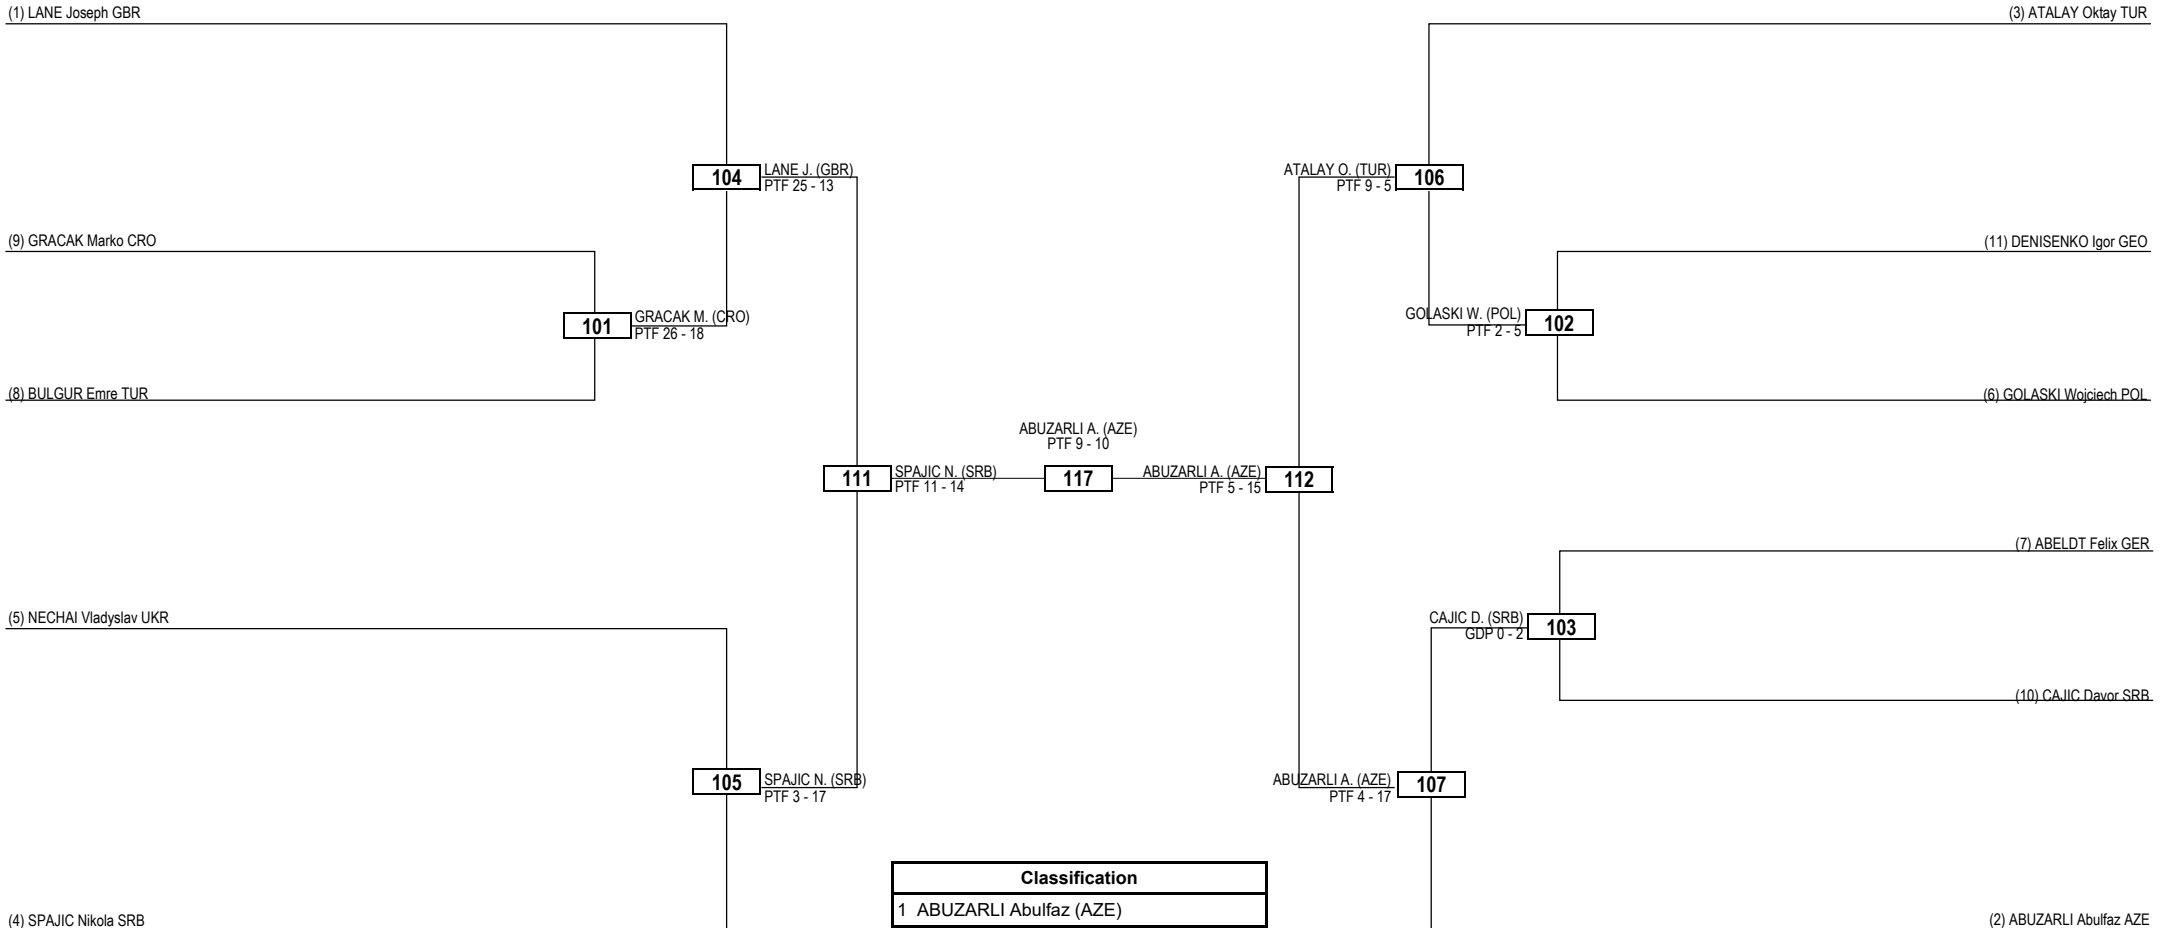 (1) LANE Joseph GBR
(3) ATALAY Oktay TUR
104
LANE J. (GBR)
PTF 25 - 13
ATALAY O. (TUR)
PTF 9 - 5
106
(9) GRACAK Marko CRO
(11) DENISENKO Igor GEO
101
GRACAK M. (CRO)
PTF 26 - 18
GOLASKI W. (POL)
PTF 2 - 5
102
(8) BULGUR Emre TUR
(6) GOLASKI Wojciech POL
ABUZARLI A. (AZE)
PTF 9 - 10
111
SPAJIC N. (SRB)
PTF 11 - 14
117
ABUZARLI A. (AZE)
PTF 5 - 15
112
(7) ABELDT Felix GER
(5) NECHAI Vladyslav UKR
CAJIC D. (SRB)
GDP 0 - 2
103
(10) CAJIC Davor SRB
105
SPAJIC N. (SRB)
PTF 3 - 17
ABUZARLI A. (AZE)
PTF 4 - 17
107
Classification
1 ABUZARLI Abulfaz (AZE)
(4) SPAJIC Nikola SRB
(2) ABUZARLI Abulfaz AZE